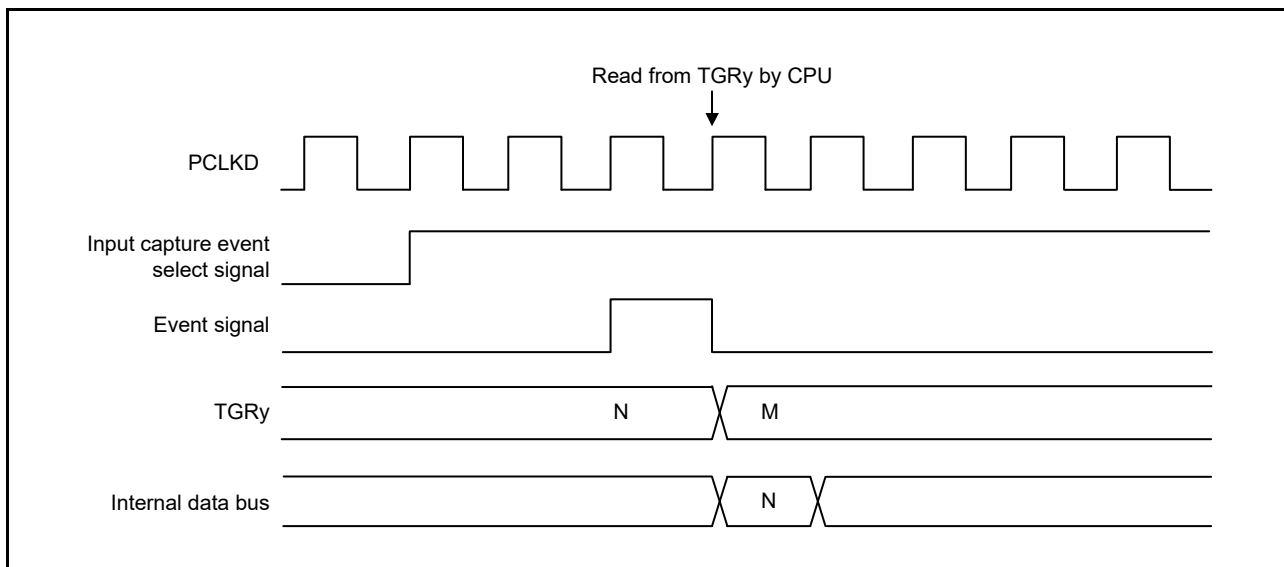 Read from TGRy by CPU
PCLKD
Input capture event
select signal
Event signal
TGRy
N
M
Internal data bus
N